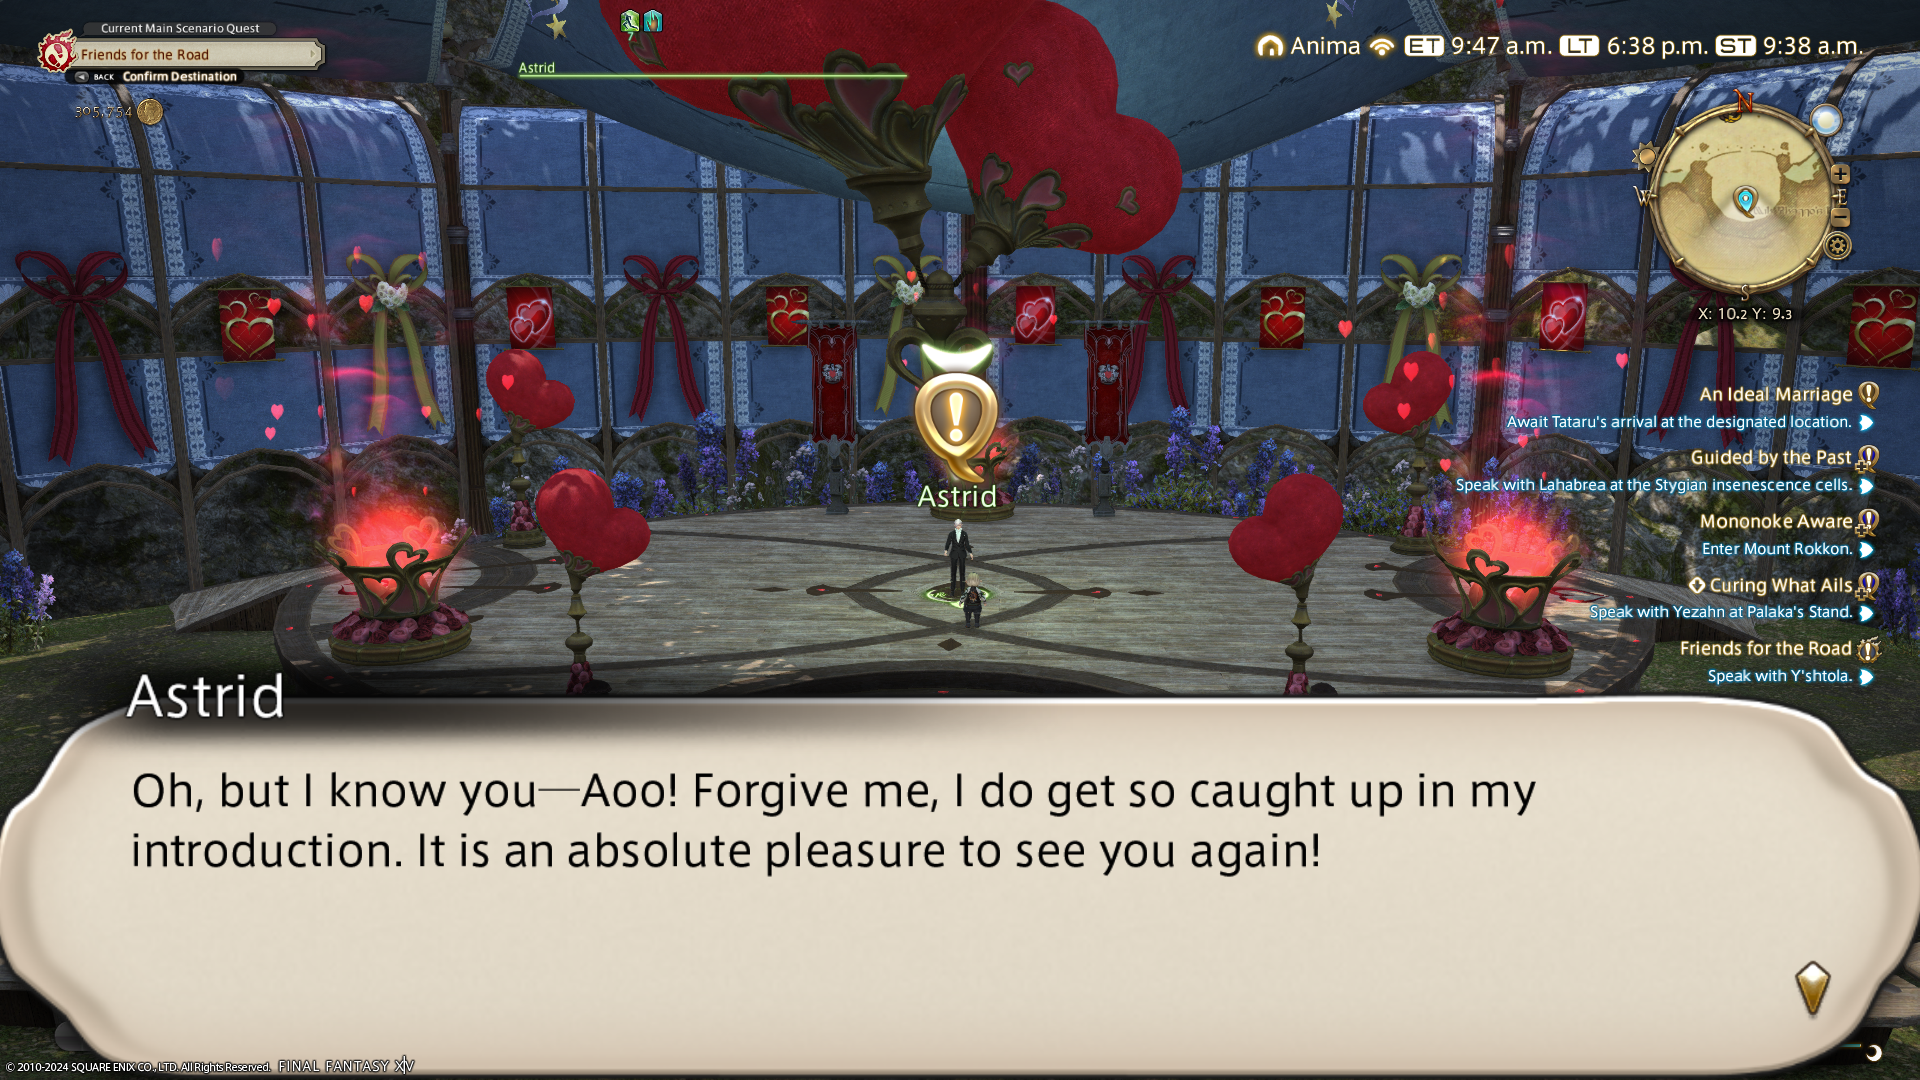 Current Main Scenario Quest
Friends for the Road
BACK Confirm Destination
395,754
7
Astrid
Anima ET 9:47 a.m. LT 6:38 p.m. ST 9:38 a.m.
N
W
E
S
X: 10.2 Y: 9.3
An Ideal Marriage
Await Tataru's arrival at the designated location.
Guided by the Past
Speak with Lahabrea at the Stygian insenescence cells.
Mononoke Aware
Enter Mount Rokkon.
Curing What Ails
Speak with Yezahn at Palaka's Stand.
Friends for the Road
Speak with Y'shtola.
Astrid
Astrid
Oh, but I know you—Aoo! Forgive me, I do get so caught up in my
introduction. It is an absolute pleasure to see you again!
© 2010-2024 SQUARE ENIX CO., LTD. All Rights Reserved. FINAL FANTASY XIV